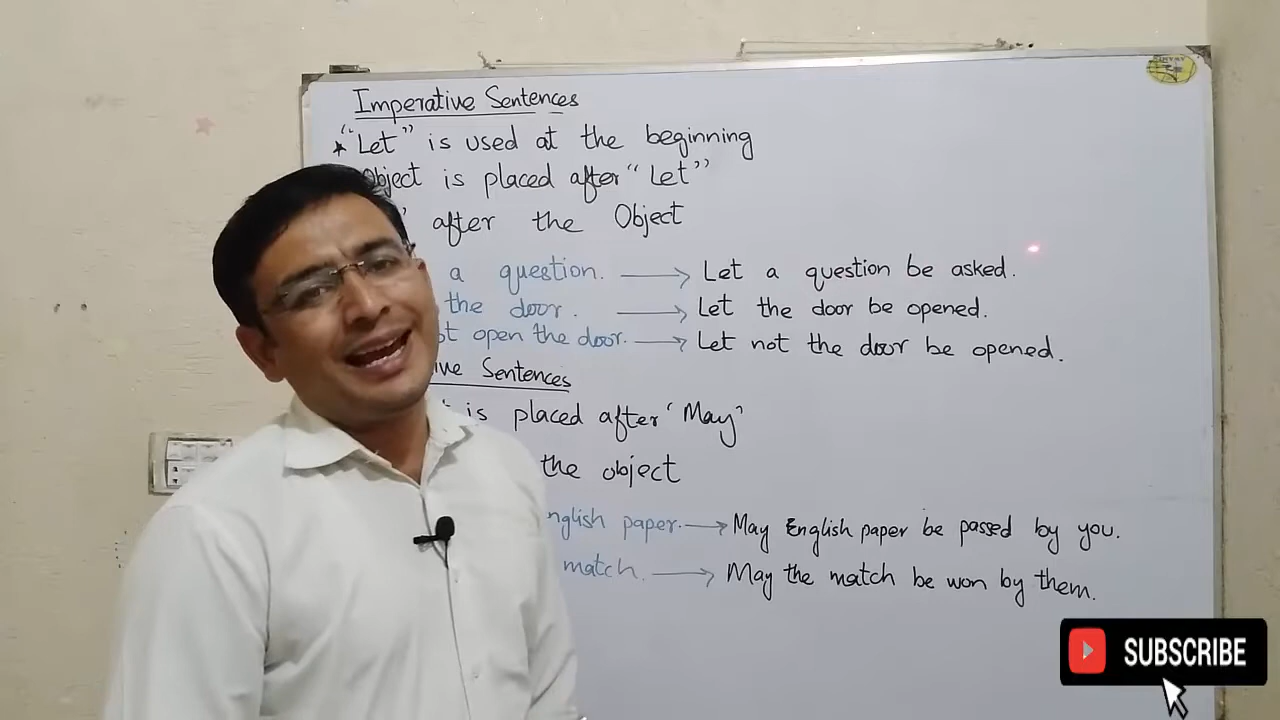 Imperative Sentences
* "Let" is used at the beginning
Object is placed after "Let"
after the Object
a question. → Let a question be asked.
the door. → Let the door be opened.
open the door. → Let not the door be opened.
Sentences
is placed after 'May'
the object
paper. → May English paper be passed by you.
match. → May the match be won by them.
SUBSCRIBE